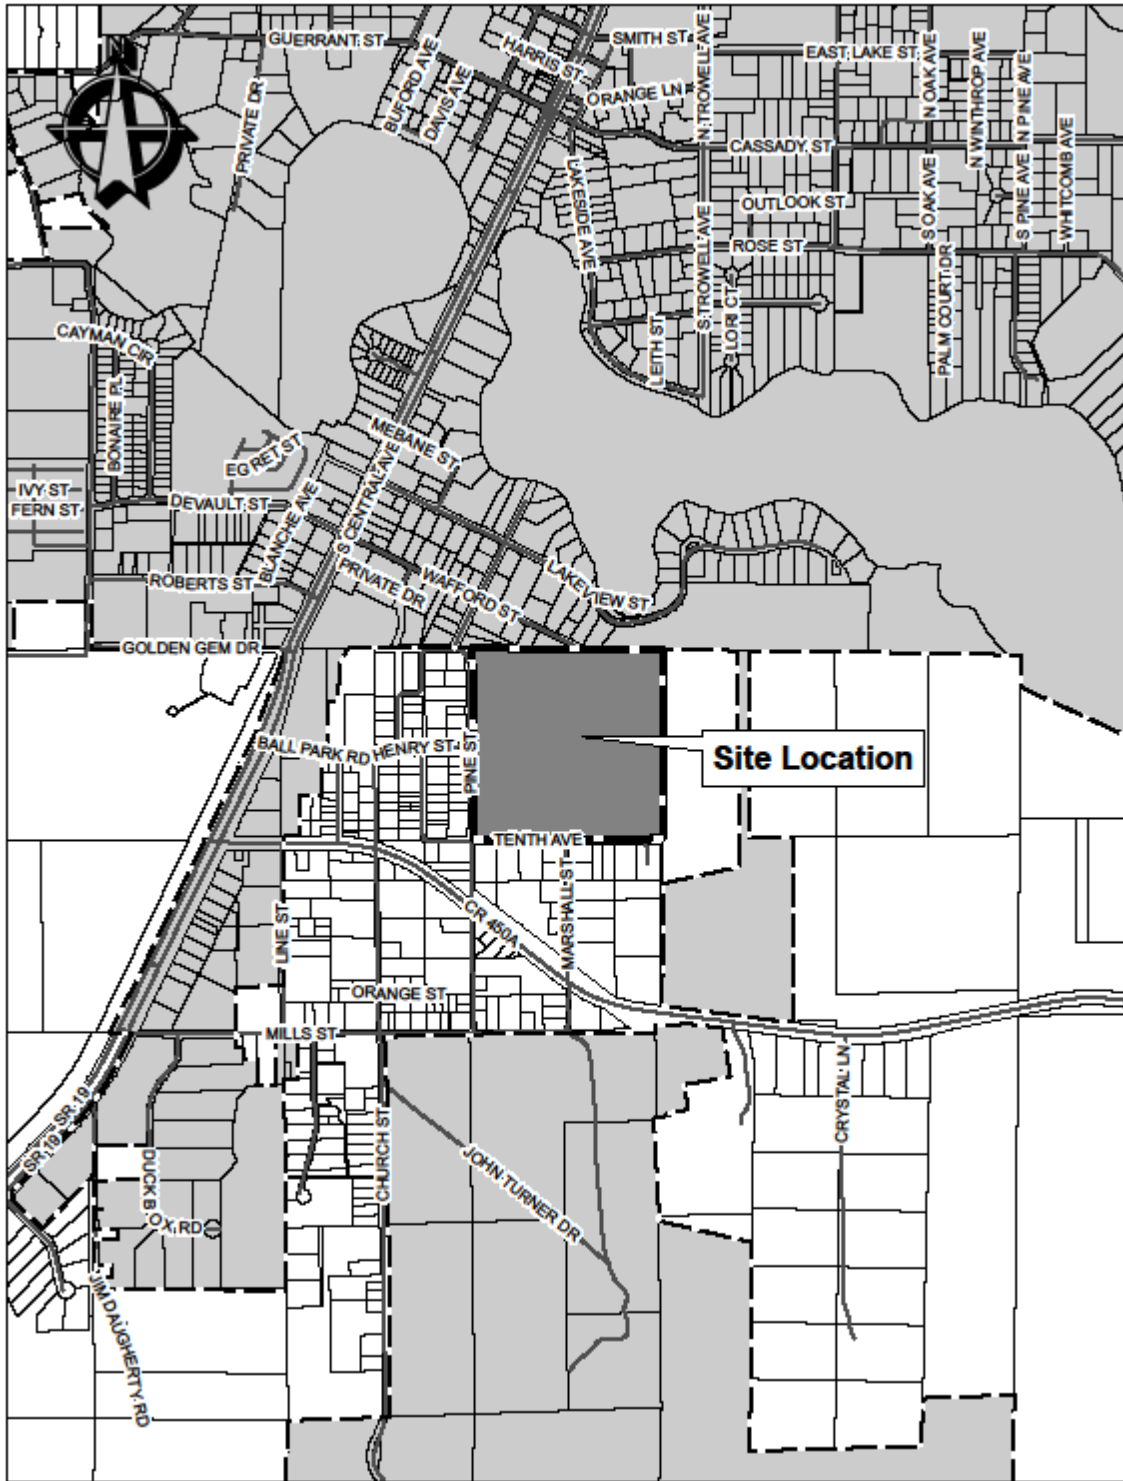 N
GUERRANT ST
SMITH ST
HARRIS ST
EAST LAKE ST
N TROWELL AVE
N OAK AVE
N WINTHROP AVE
N PINE AVE
BUFORD AVE
DAVIS AVE
ORANGE LN
PRIVATE DR
CASSADY ST
LAKESIDE AVE
OUTLOOK ST
WHITCOMB AVE
S OAK AVE
S PINE AVE
ROSE ST
S TROWELL AVE
LORI CT
LEITH ST
PALM COURT DR
CAYMAN CIR
BONAIRE PL
MEBANE ST
EGRET ST
S CENTRAL AVE
IVY ST
FERN ST
DEVAULT ST
BLANCHE AVE
ROBERTS ST
PRIVATE DR
WAFFORD ST
LAKEVIEW ST
GOLDEN GEM DR
BALL PARK RD
HENRY ST
PINE ST
Site Location
TENTH AVE
MARSHALL ST
CR 450A
LINE ST
ORANGE ST
MILLS ST
CRYSTAL LN
SR 19
SR 19
CHURCH ST
JOHN TURNER DR
DUCK B OX RD
JIM DAUGHERTY RD